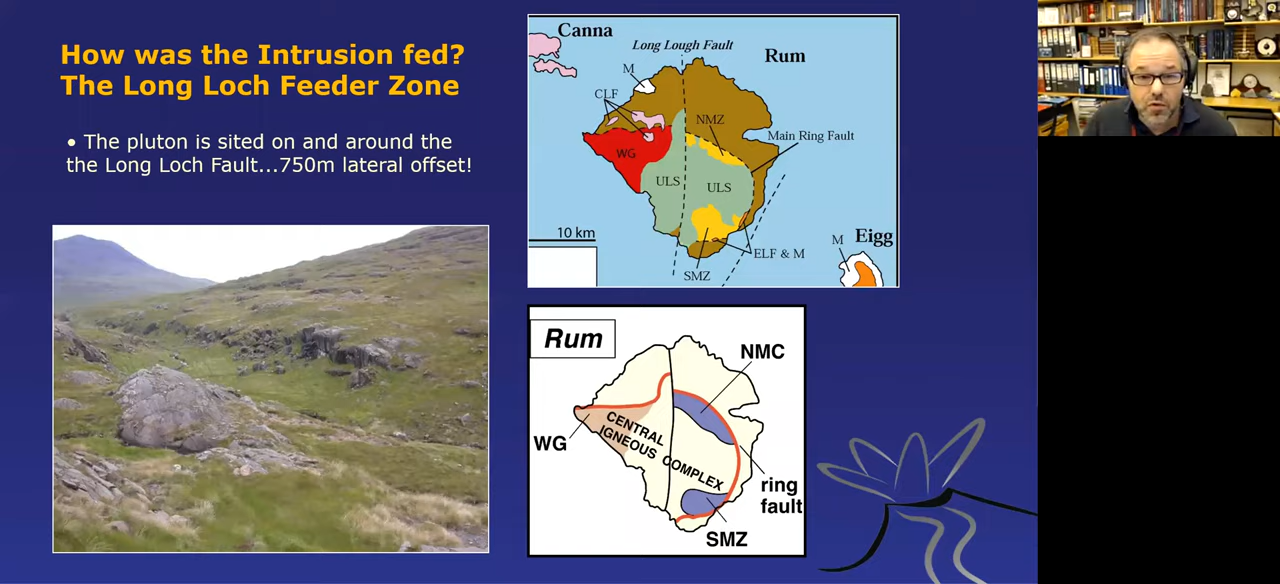 How was the Intrusion fed?
The Long Loch Feeder Zone
• The pluton is sited on and around the
the Long Loch Fault...750m lateral offset!
Canna
Long Lough Fault
Rum
M
CLF
NMZ
Main Ring Fault
WG
ULS
ULS
10 km
M
Eigg
ELF & M
SMZ
Rum
NMC
WG
CENTRAL
IGNEOUS COMPLEX
ring
fault
SMZ